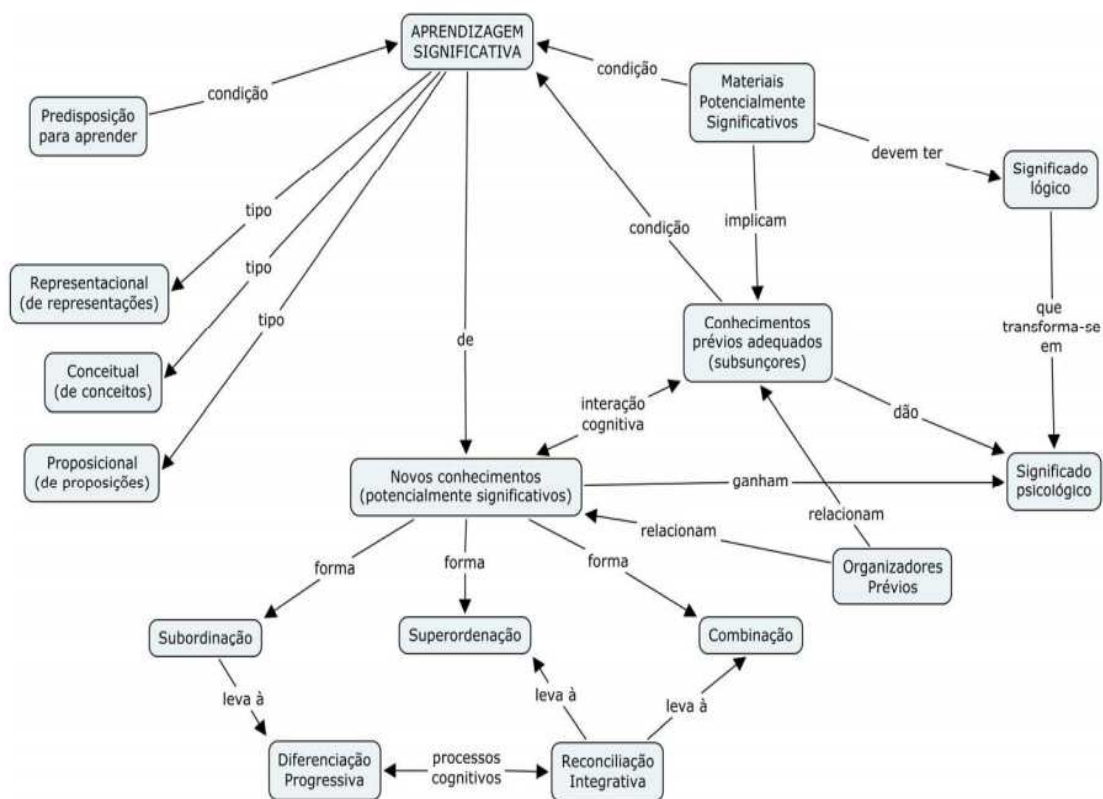 APRENDIZAGEM
SIGNIFICATIVA
condição
condição
Materiais
Potencialmente
Significativos
Predisposição
para aprender
devem ter
Significado
lógico
tipo
condição
implicam
Representacional
(de representações)
tipo
tipo
Conceitual
(de conceitos)
de
Conhecimentos
prévios adequados
(subsunçores)
que
transforma-se
em
interação
cognitiva
dão
Proposicional
(de proposições)
Novos conhecimentos
(potencialmente significativos)
ganham
Significado
psicológico
relacionam
relacionam
Organizadores
Prévios
forma
forma
forma
Subordinação
Superordenação
Combinação
leva à
leva à
leva à
Diferenciação
Progressiva
processos
cognitivos
Reconciliação
Integrativa